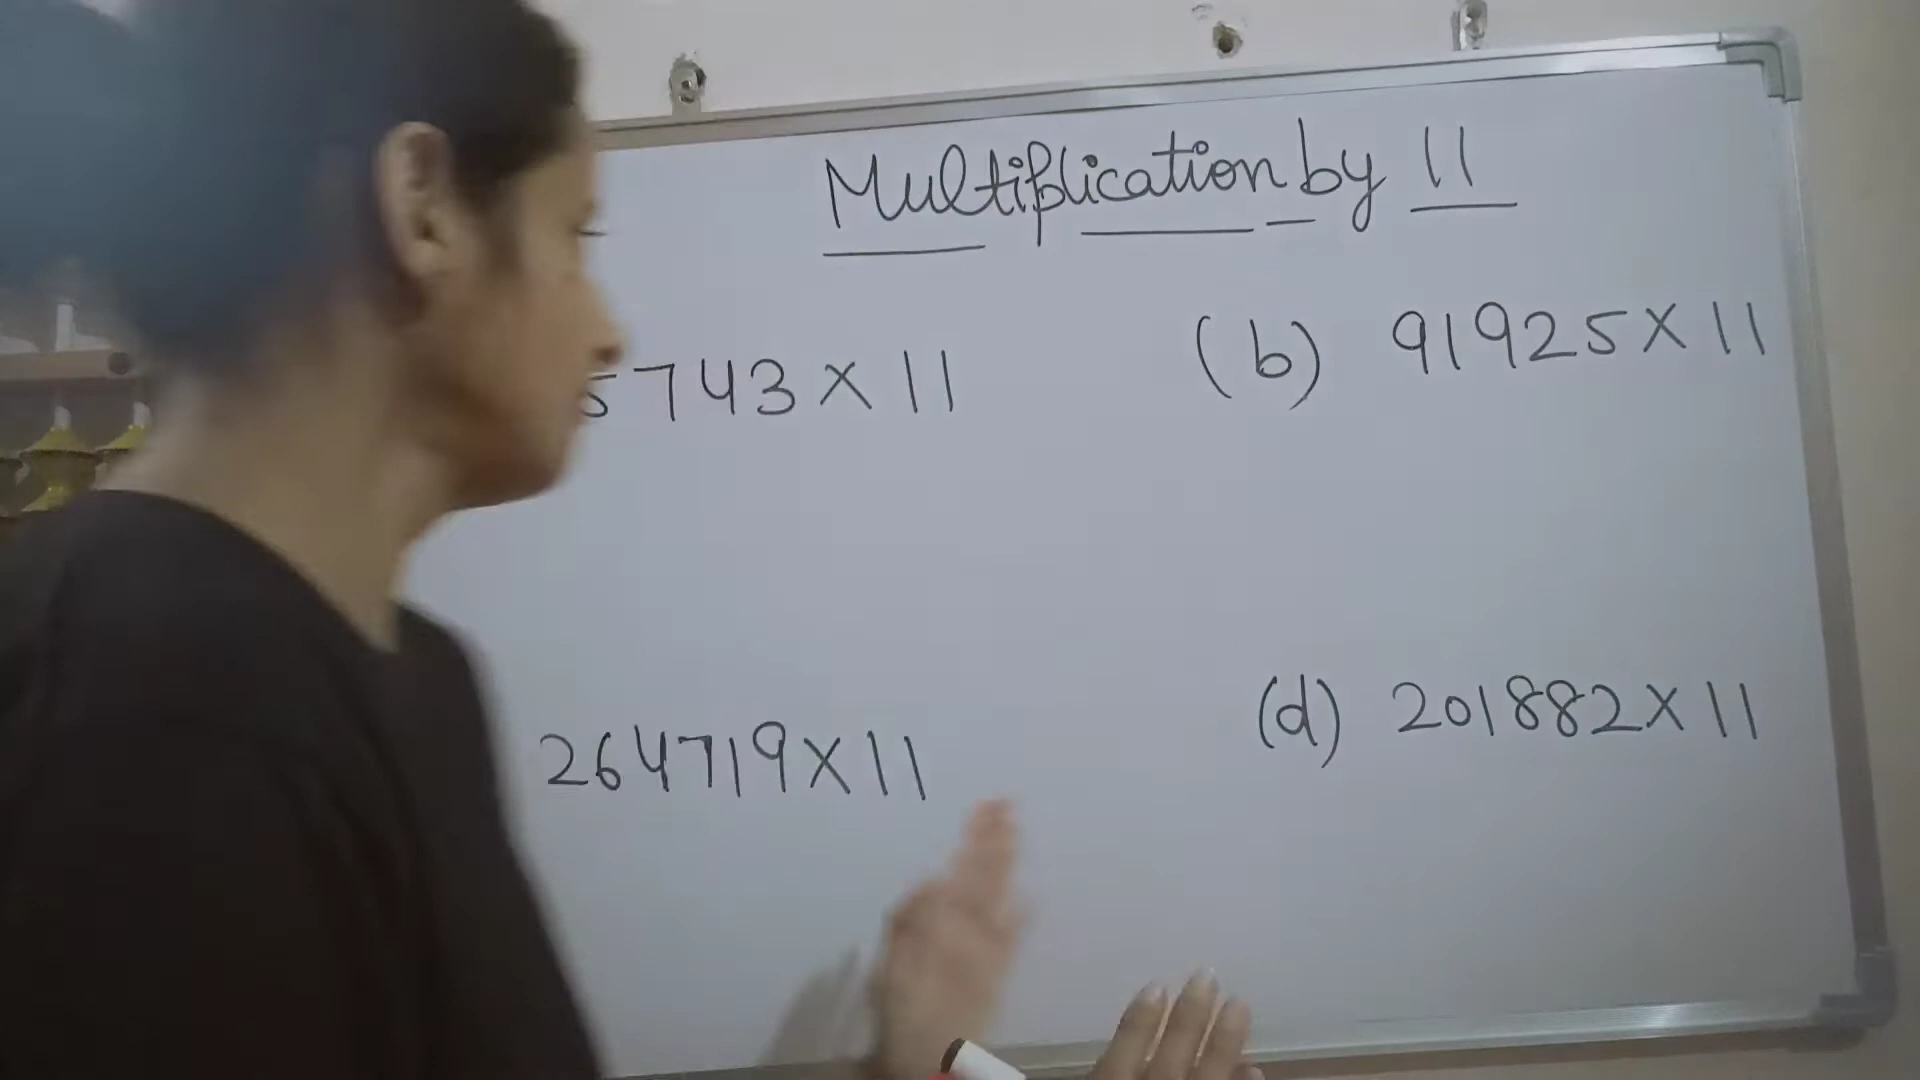 Multiplication by 11
5743 X 11
(b) 91925 X 11
264719 X 11
(d) 201882 X 11